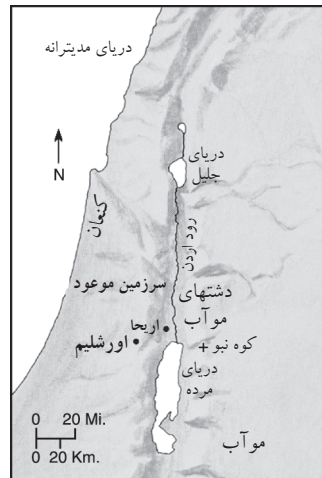 دریای مدیترانه
N
دریای
جلیل
کنعان
رود اردن
سرزمین موعود
دشتهای
موآب
اریحا
اورشلیم
کوه نبو +
دریای
مرده
موآب
0 20 Mi.
0 20 Km.